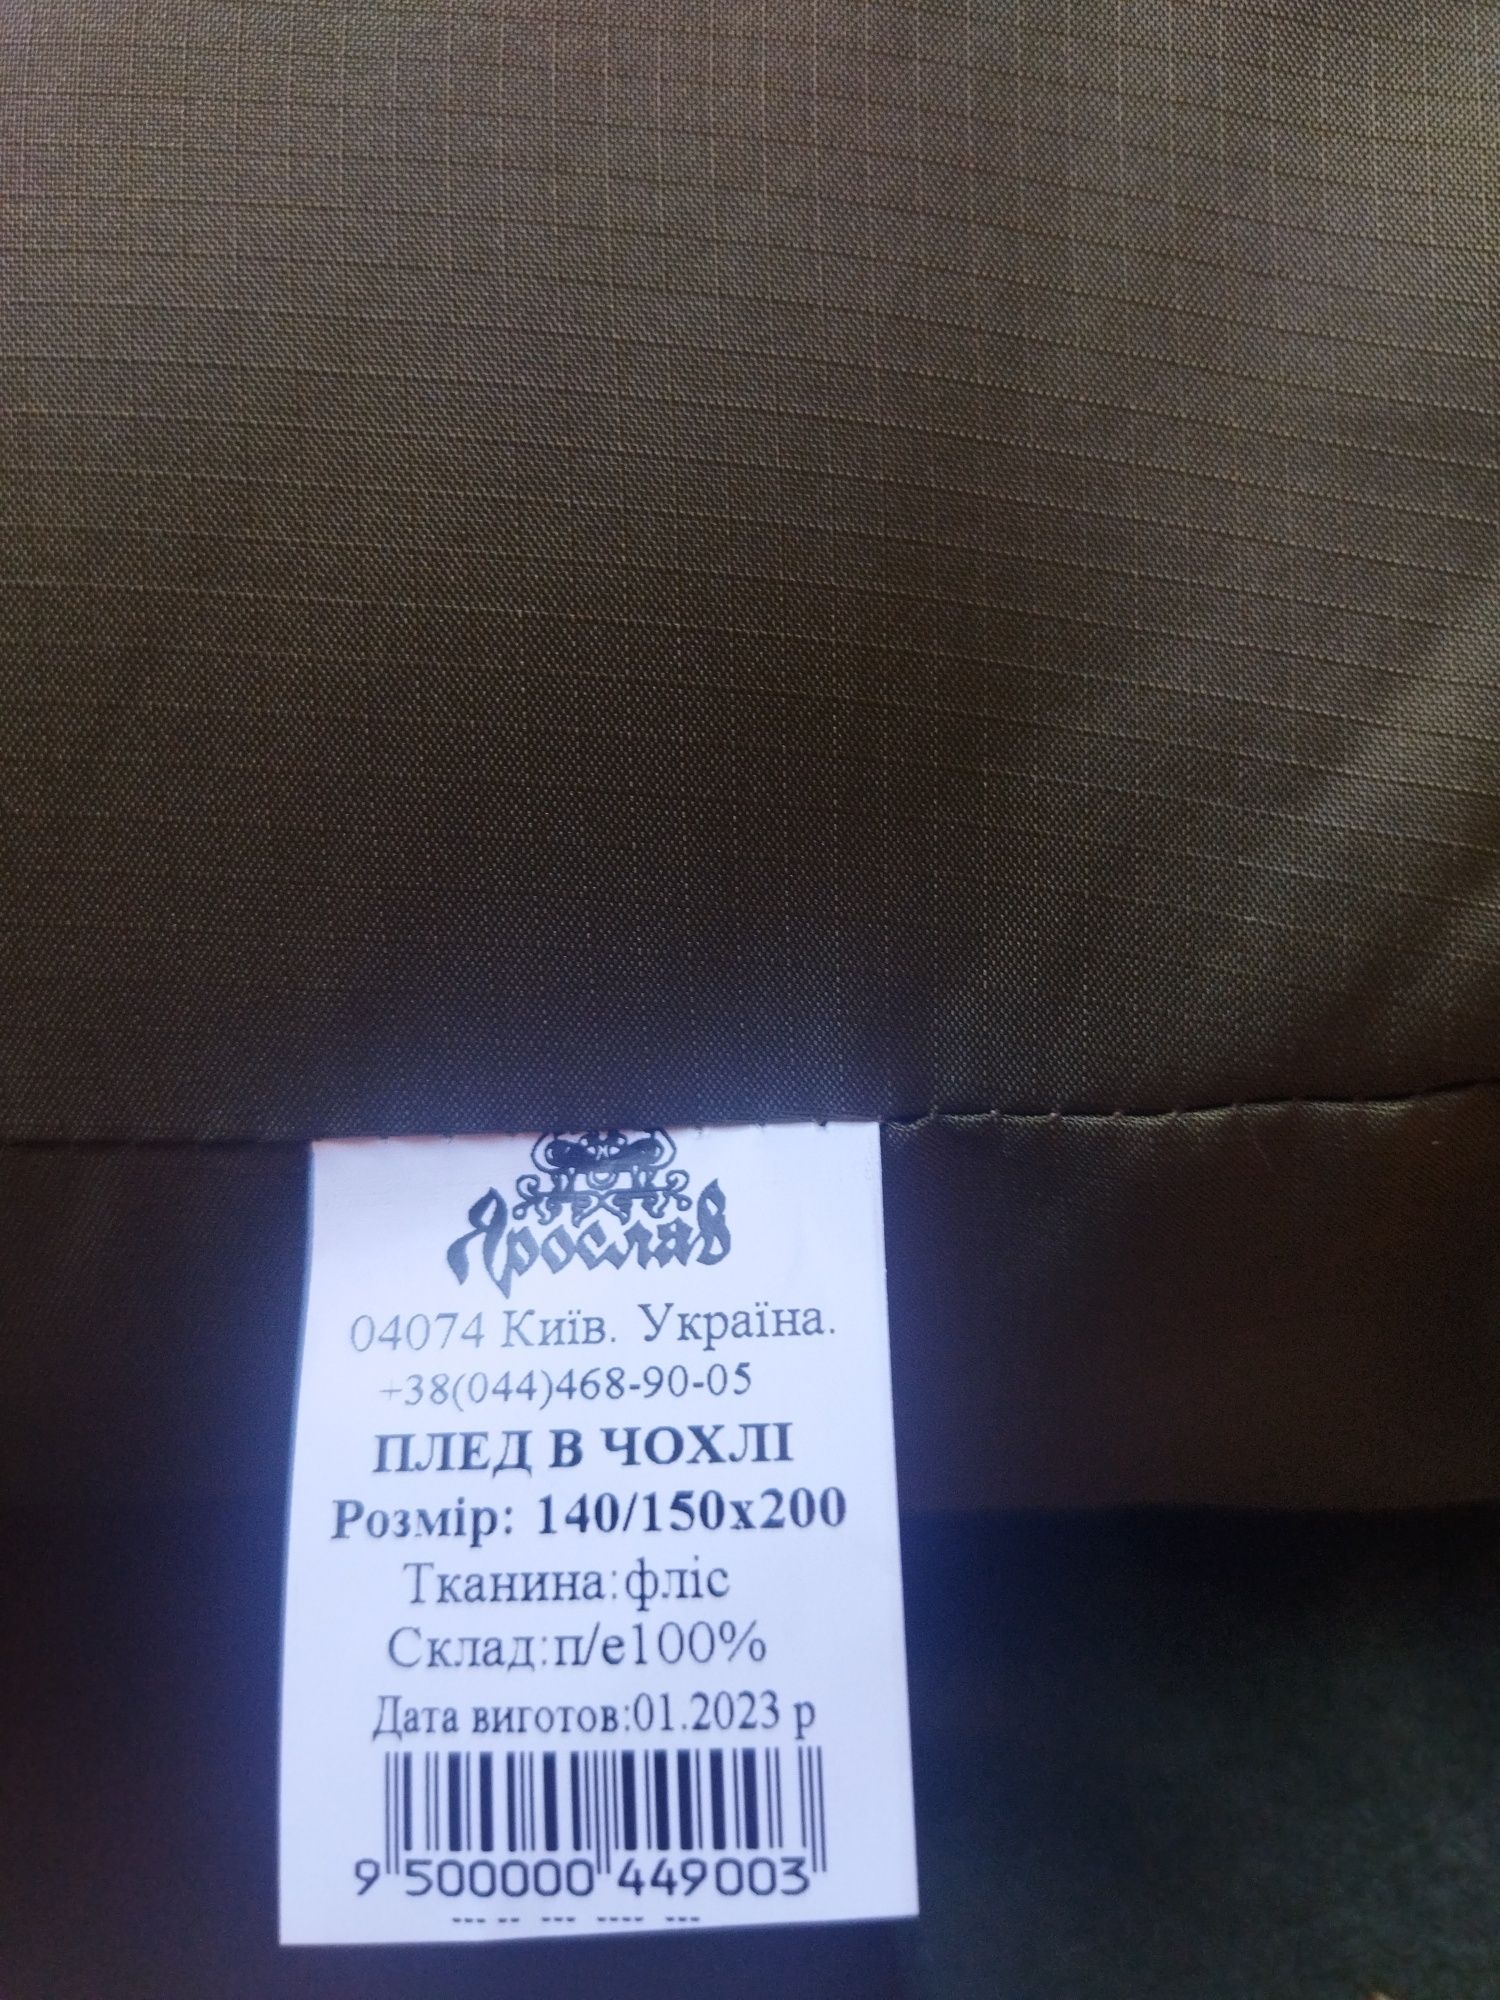 Ярослав
04074 Київ. Україна.
+38(044)468-90-05
ПЛЕД В ЧОХЛІ
Розмір: 140/150x200
Тканина:фліс
Склад:п/е100%
Дата виготов:01.2023 р
9 500000 449003